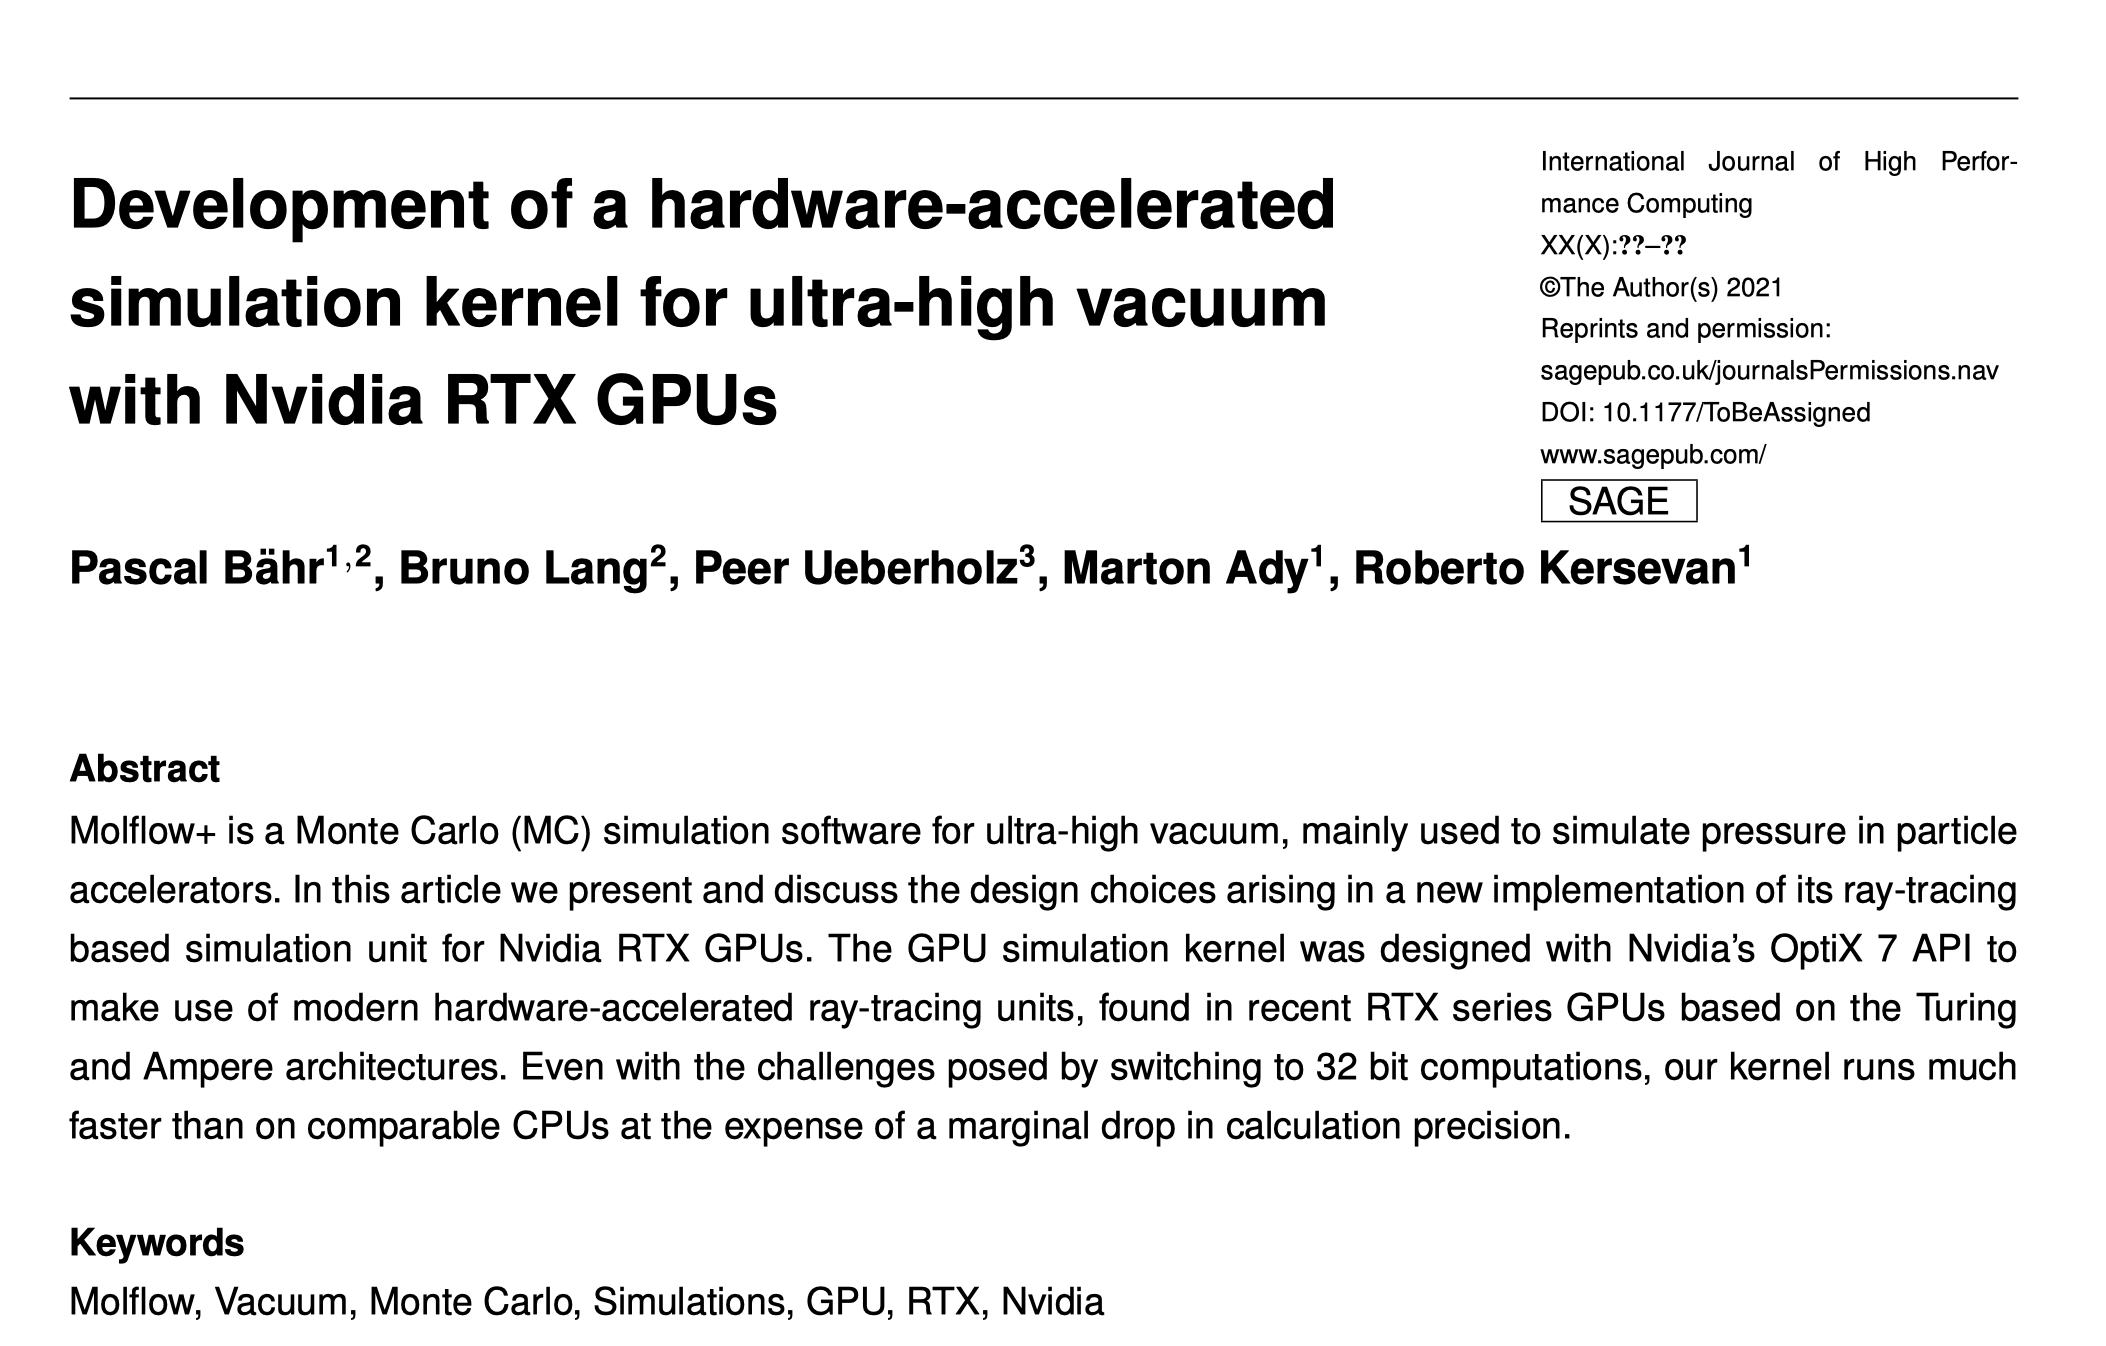 Development of a hardware-accelerated
simulation kernel for ultra-high vacuum
with Nvidia RTX GPUs
International Journal of High Perfor-
mance Computing
XX(X):??–??
©The Author(s) 2021
Reprints and permission:
sagepub.co.uk/journalsPermissions.nav
DOI: 10.1177/ToBeAssigned
www.sagepub.com/
SAGE
Pascal Bähr1,2, Bruno Lang2, Peer Ueberholz3, Marton Ady1, Roberto Kersevan1
Abstract
Molflow+ is a Monte Carlo (MC) simulation software for ultra-high vacuum, mainly used to simulate pressure in particle
accelerators. In this article we present and discuss the design choices arising in a new implementation of its ray-tracing
based simulation unit for Nvidia RTX GPUs. The GPU simulation kernel was designed with Nvidia's OptiX 7 API to
make use of modern hardware-accelerated ray-tracing units, found in recent RTX series GPUs based on the Turing
and Ampere architectures. Even with the challenges posed by switching to 32 bit computations, our kernel runs much
faster than on comparable CPUs at the expense of a marginal drop in calculation precision.
Keywords
Molflow, Vacuum, Monte Carlo, Simulations, GPU, RTX, Nvidia